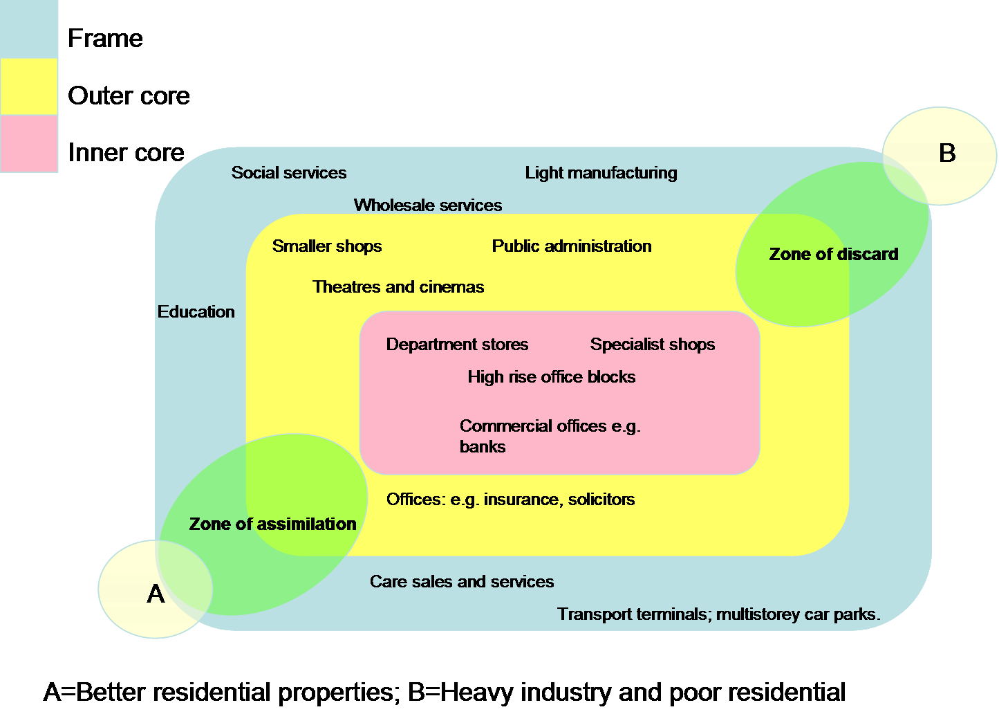 Frame
Outer core
Inner core
B
Social services
Light manufacturing
Wholesale services
Smaller shops
Public administration
Zone of discard
Theatres and cinemas
Education
Department stores
Specialist shops
High rise office blocks
Commercial offices e.g.
banks
Offices: e.g. insurance, solicitors
Zone of assimilation
Care sales and services
A
Transport terminals; multistorey car parks.
A=Better residential properties; B=Heavy industry and poor residential